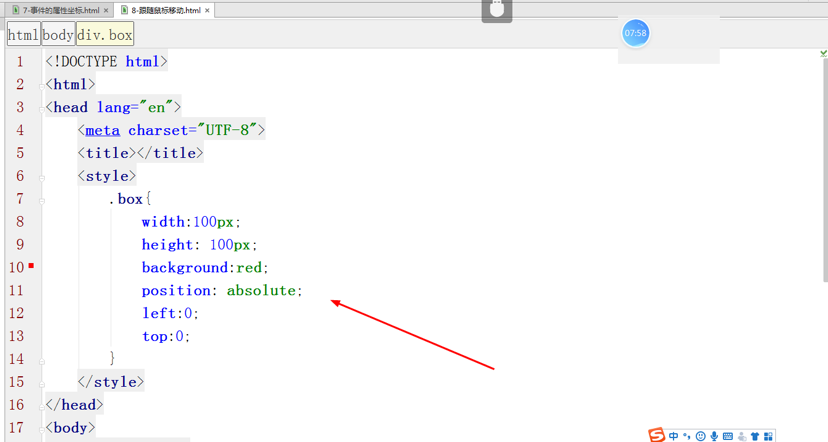 7-事件的属性坐标.html
8-跟随鼠标移动.html
html body div.box
07:58
1 <!DOCTYPE html>
2 <html>
3 <head lang="en">
4 <meta charset="UTF-8">
5 <title></title>
6 <style>
7 .box{
8 width:100px;
9 height: 100px;
10 background:red;
11 position: absolute;
12 left:0;
13 top:0;
14 }
15 </style>
16 </head>
17 <body>
S 中